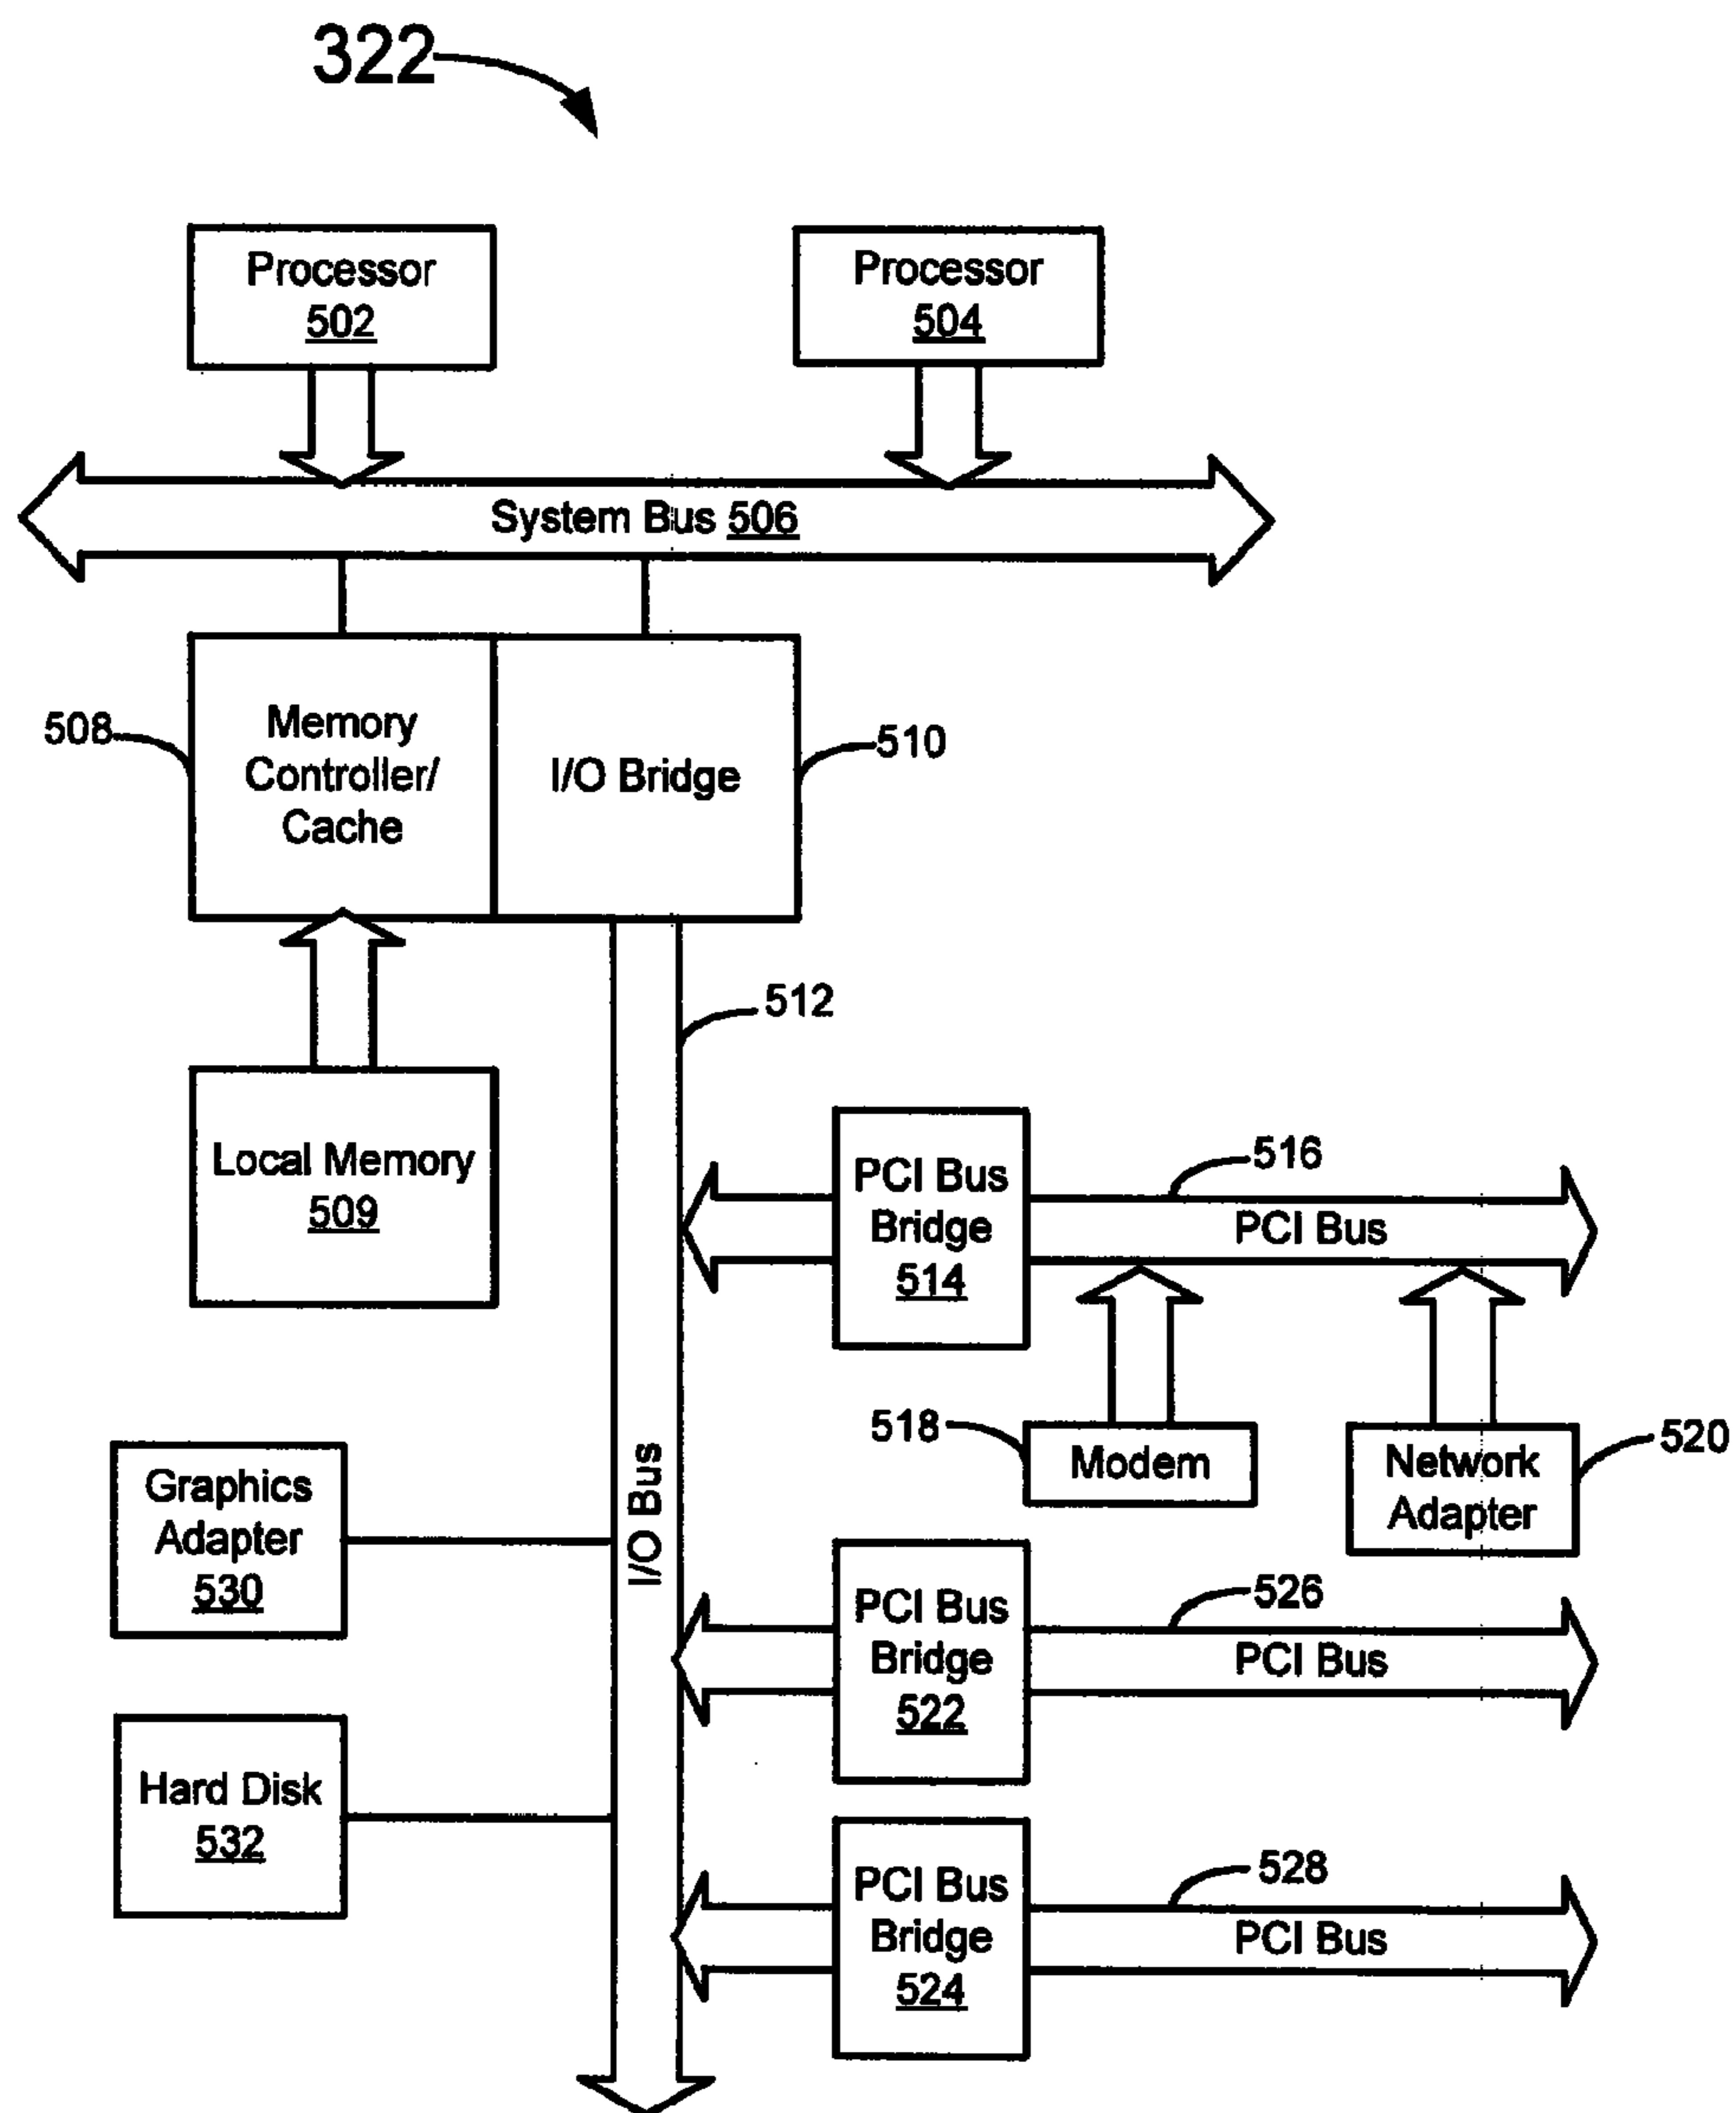 322
Processor
502
Processor
504
System Bus 506
508
Memory
Controller/
Cache
I/O Bridge
510
512
Local Memory
509
PCI Bus
Bridge
514
516
PCI Bus
518
Modem
Network
Adapter
520
Graphics
Adapter
530
I/O Bus
PCI Bus
Bridge
522
526
PCI Bus
Hard Disk
532
PCI Bus
Bridge
524
528
PCI Bus